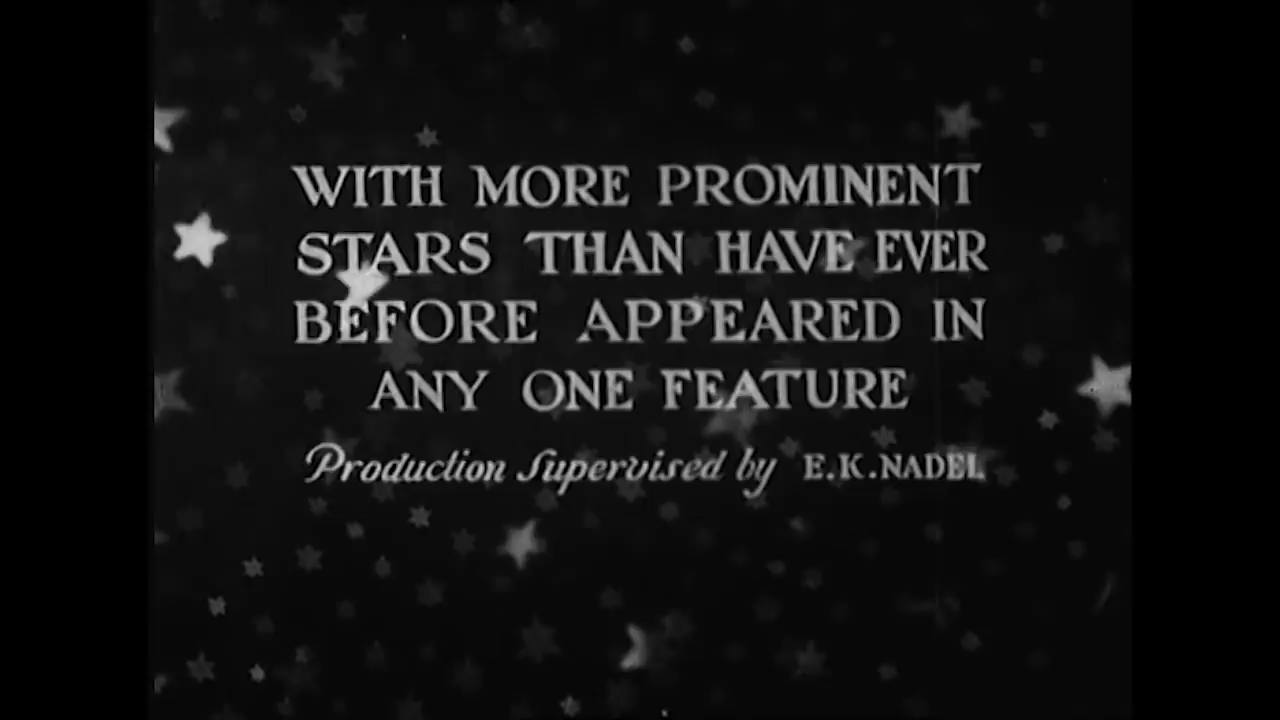 WITH MORE PROMINENT
STARS THAN HAVE EVER
BEFORE APPEARED IN
ANY ONE FEATURE
Production Supervised by E.K.NADEL